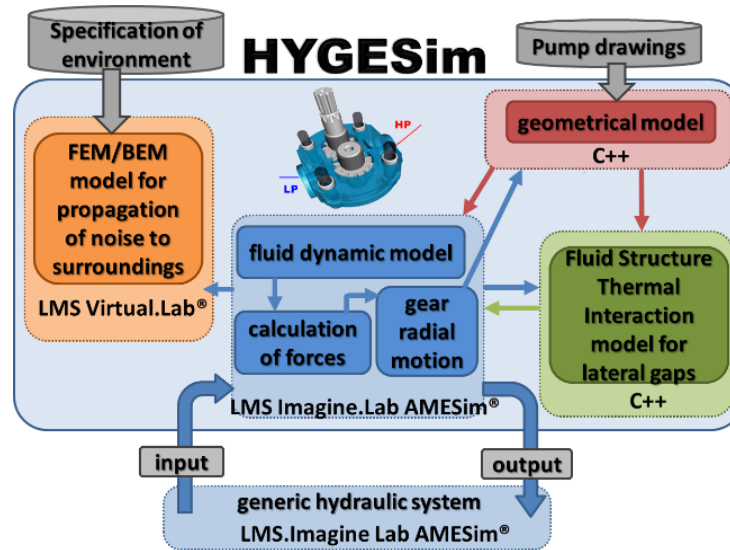 Specification of
environment
HYGESim
Pump drawings
HP
LP
geometrical model
C++
FEM/BEM
model for
propagation
of noise to
surroundings
LMS Virtual.Lab®
fluid dynamic model
calculation
of forces
gear
radial
motion
LMS Imagine.Lab AMESim®
Fluid Structure
Thermal
Interaction
model for
lateral gaps
C++
input
output
generic hydraulic system
LMS.Imagine Lab AMESim®